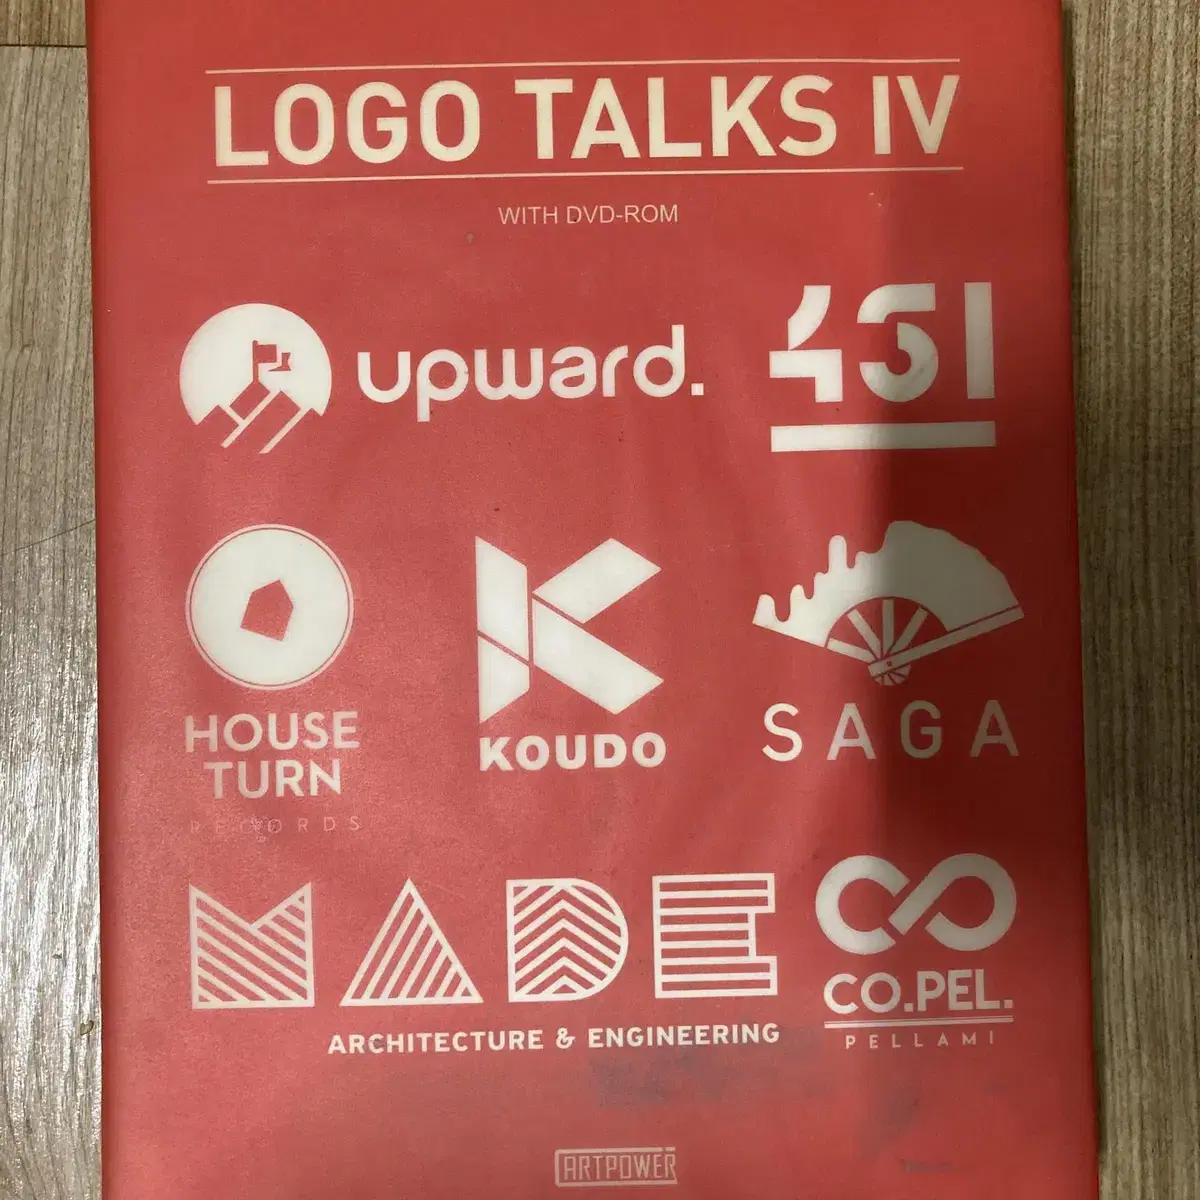 LOGO TALKS IV
WITH DVD-ROM
upward.
451
HOUSE
TURN
RECORDS
KOUDO
SAGA
MADE
ARCHITECTURE & ENGINEERING
CO.PEL.
PELLAMI
ARTPOWER